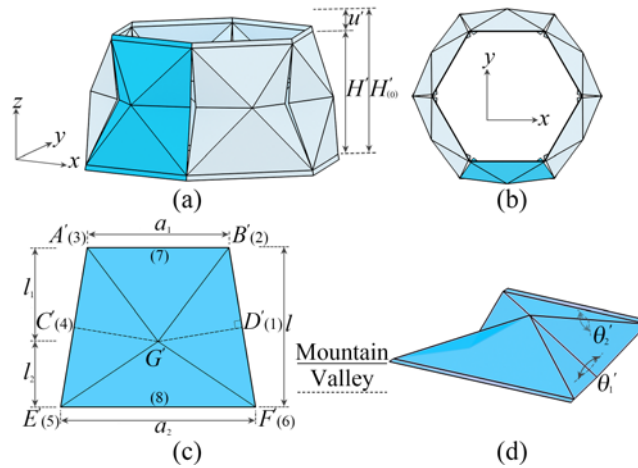 u'
H'
H'(0)
z
y
x
(a)
y
x
(b)
a₁
A'(3)
B'(2)
(7)
l₁
C'(4)
D'(1)
l
G'
l₂
(8)
E'(5)
F'(6)
a₂
(c)
Mountain
Valley
θ₂'
θ₁'
(d)